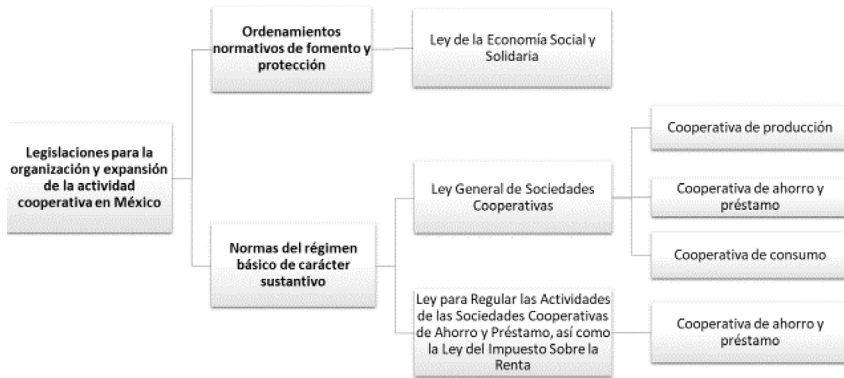 Ordenamientos
normativos de fomento y
protección
Ley de la Economía Social y
Solidaria
Legislaciones para la
organización y expansión
de la actividad
cooperativa en México
Cooperativa de producción
Ley General de Sociedades
Cooperativas
Cooperativa de ahorro y
préstamo
Normas del régimen
básico de carácter
sustantivo
Cooperativa de consumo
Ley para Regular las Actividades
de las Sociedades Cooperativas
de Ahorro y Préstamo, así como
la Ley del Impuesto Sobre la
Renta
Cooperativa de ahorro y
préstamo